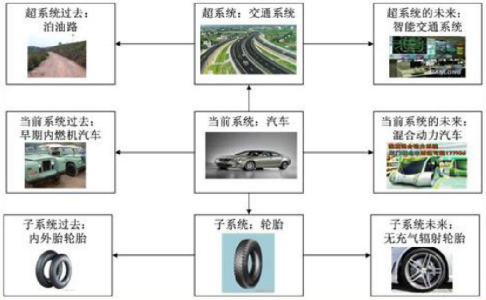 超系统过去：
泊油路
超系统：交通系统
超系统的未来：
智能交通系统
DANLONG
当前系统过去：
早期内燃机汽车
当前系统：汽车
当前系统的未来：
混合动力汽车
子系统过去：
内外胎轮胎
子系统：轮胎
子系统未来：
无充气辐射轮胎